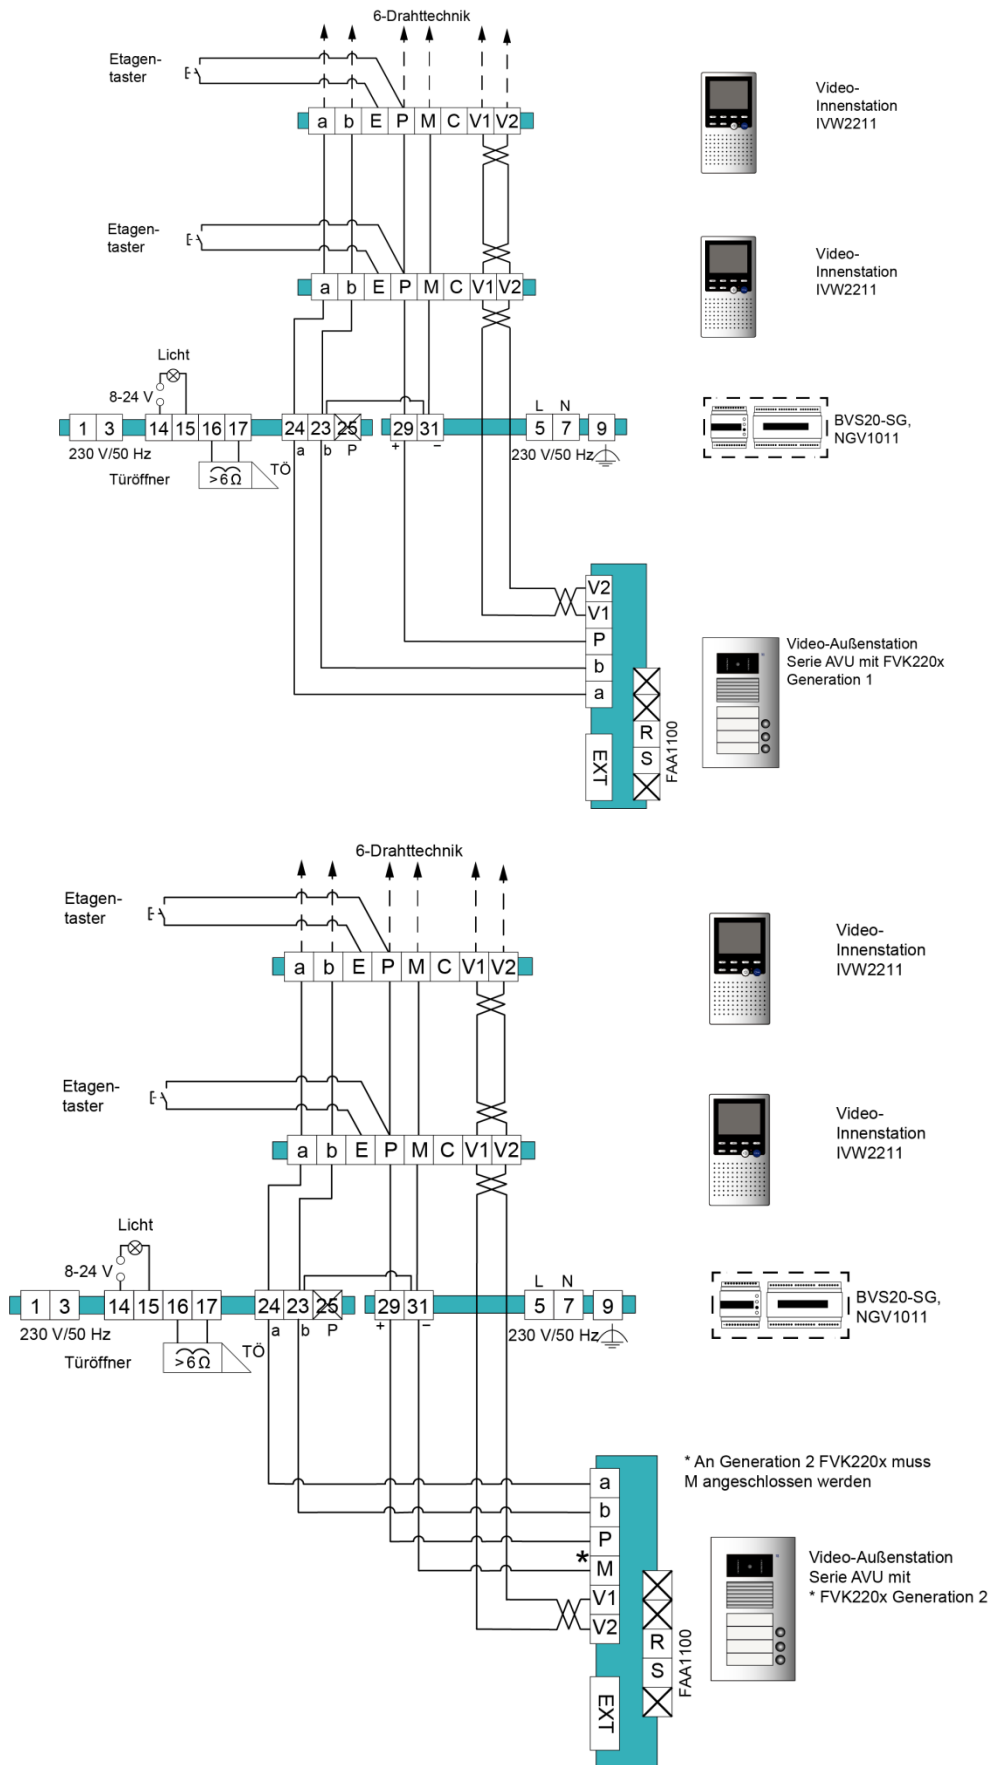 6-Drahttechnik
Etagen-
taster
a b E P M C V1 V2
Video-
Innenstation
IVW2211
Etagen-
taster
a b E P M C V1 V2
Video-
Innenstation
IVW2211
Licht
8-24 V
L N
1 3 14 15 16 17 24 23 25 29 31 5 7 9
a b P + –
230 V/50 Hz
230 V/50 Hz
Türöffner
>6 Ω
TÖ
BVS20-SG,
NGV1011
V2
V1
P
b
a
R
S
EXT
FAA1100
Video-Außenstation
Serie AVU mit FVK220x
Generation 1
6-Drahttechnik
Etagen-
taster
a b E P M C V1 V2
Video-
Innenstation
IVW2211
Etagen-
taster
a b E P M C V1 V2
Video-
Innenstation
IVW2211
Licht
8-24 V
L N
1 3 14 15 16 17 24 23 25 29 31 5 7 9
a b P + –
230 V/50 Hz
230 V/50 Hz
Türöffner
>6 Ω
TÖ
BVS20-SG,
NGV1011
* An Generation 2 FVK220x muss
M angeschlossen werden
a
b
P
* M
V1
V2
R
S
EXT
FAA1100
Video-Außenstation
Serie AVU mit
* FVK220x Generation 2